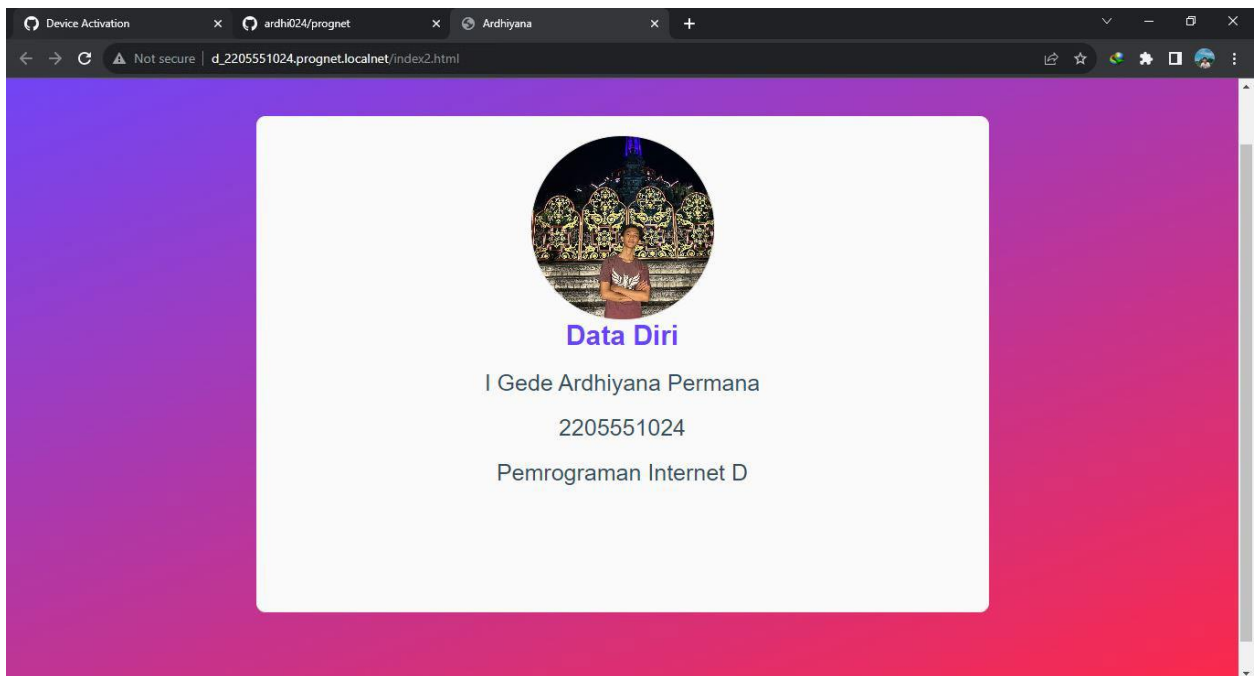 Device Activation
ardhi024/prognet
Ardhiyana
Not secure
d_2205551024.prognet.localnet/index2.html
Data Diri
I Gede Ardhiyana Permana
2205551024
Pemrograman Internet D